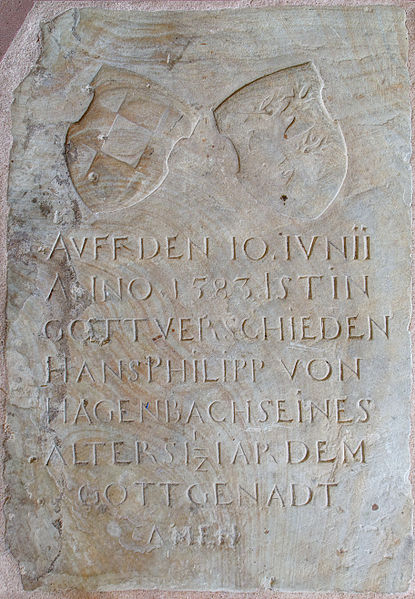 AVFF DEN 10. IVNII
ANNO. 1583. IST IN
GOTT VERSCHIEDEN
HANS PHILIPP VON
HAGENBACH SEINES
ALTERS 1/2 IAR. DEM
GOTT GENADT
AMEN